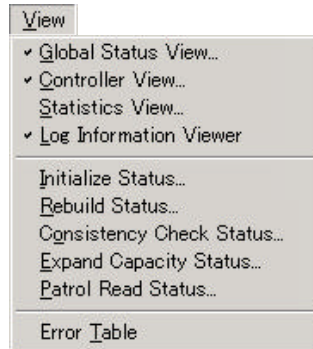 View
Global Status View...
Controller View...
Statistics View...
Log Information Viewer
Initialize Status...
Rebuild Status...
Consistency Check Status...
Expand Capacity Status...
Patrol Read Status...
Error Table